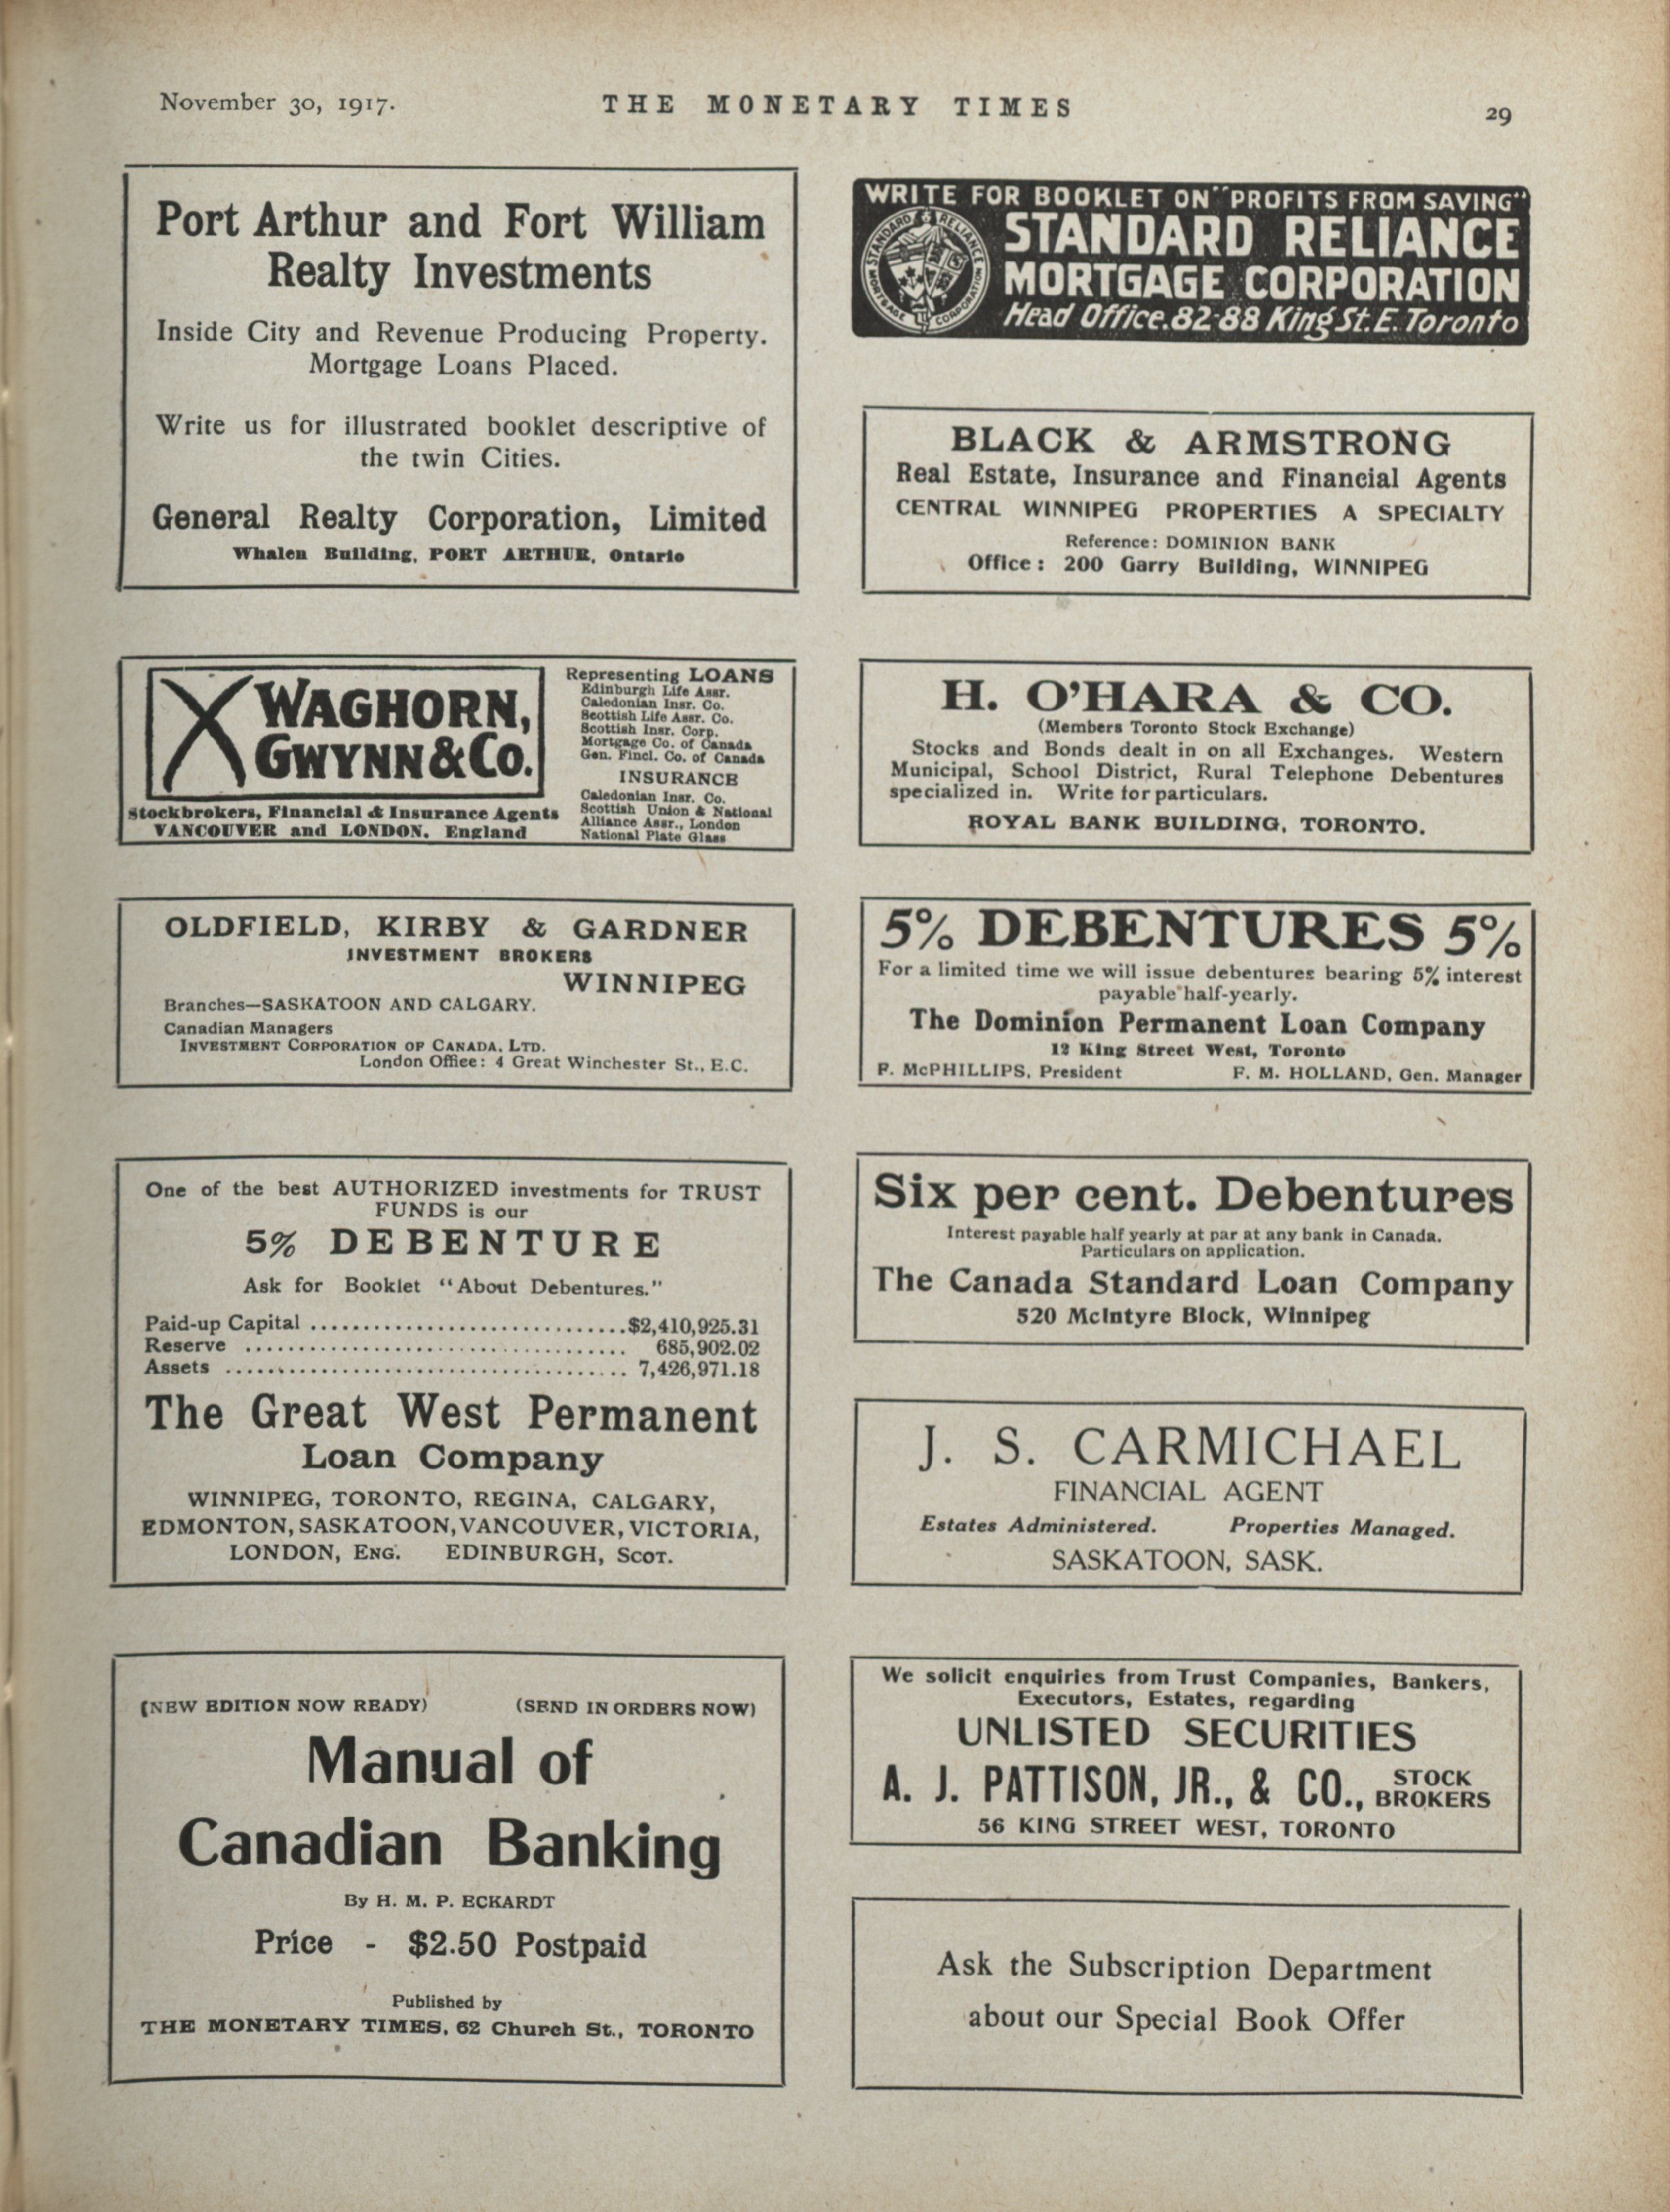 November 30, 1917.
THE MONETARY TIMES
29
Port Arthur and Fort William
Realty Investments
Inside City and Revenue Producing Property.
Mortgage Loans Placed.
Write us for illustrated booklet descriptive of
the twin Cities.
General Realty Corporation, Limited
Whalen Building, PORT ARTHUR, Ontario
WAGHORN,
GWYNN & CO.
Stockbrokers, Financial & Insurance Agents
VANCOUVER and LONDON, England
Representing LOANS
Edinburgh Life Assr.
Caledonian Insr. Co.
Scottish Life Assr. Co.
Scottish Insr. Corp.
Mortgage Co. of Canada
Gen. Fincl. Co. of Canada
INSURANCE
Caledonian Insr. Co.
Scottish Union & National
Alliance Assr., London
National Plate Glass
OLDFIELD, KIRBY & GARDNER
INVESTMENT BROKERS
WINNIPEG
Branches—SASKATOON AND CALGARY.
Canadian Managers
INVESTMENT CORPORATION OF CANADA, LTD.
London Office: 4 Great Winchester St., E.C.
One of the best AUTHORIZED investments for TRUST
FUNDS is our
5% DEBENTURE
Ask for Booklet "About Debentures."
Paid-up Capital ..............................$2,410,925.31
Reserve .................................... 685,902.02
Assets ...................................... 7,426,971.18
The Great West Permanent
Loan Company
WINNIPEG, TORONTO, REGINA, CALGARY,
EDMONTON, SASKATOON, VANCOUVER, VICTORIA,
LONDON, ENG. EDINBURGH, SCOT.
(NEW EDITION NOW READY) (SEND IN ORDERS NOW)
Manual of
Canadian Banking
By H. M. P. ECKARDT
Price - $2.50 Postpaid
Published by
THE MONETARY TIMES, 62 Church St., TORONTO
WRITE FOR BOOKLET ON "PROFITS FROM SAVING"
STANDARD RELIANCE
MORTGAGE CORPORATION
Head Office. 82-88 King St. E. Toronto
STANDARD RELIANCE MORTGAGE CORPORATION
BLACK & ARMSTRONG
Real Estate, Insurance and Financial Agents
CENTRAL WINNIPEG PROPERTIES A SPECIALTY
Reference: DOMINION BANK
Office: 200 Garry Building, WINNIPEG
H. O'HARA & CO.
(Members Toronto Stock Exchange)
Stocks and Bonds dealt in on all Exchanges. Western
Municipal, School District, Rural Telephone Debentures
specialized in. Write for particulars.
ROYAL BANK BUILDING, TORONTO.
5% DEBENTURES 5%
For a limited time we will issue debentures bearing 5% interest
payable half-yearly.
The Dominion Permanent Loan Company
12 King Street West, Toronto
F. McPHILLIPS, President F. M. HOLLAND, Gen. Manager
Six per cent. Debentures
Interest payable half yearly at par at any bank in Canada.
Particulars on application.
The Canada Standard Loan Company
520 McIntyre Block, Winnipeg
J. S. CARMICHAEL
FINANCIAL AGENT
Estates Administered. Properties Managed.
SASKATOON, SASK.
We solicit enquiries from Trust Companies, Bankers,
Executors, Estates, regarding
UNLISTED SECURITIES
A. J. PATTISON, JR., & CO., STOCK BROKERS
56 KING STREET WEST, TORONTO
Ask the Subscription Department
about our Special Book Offer